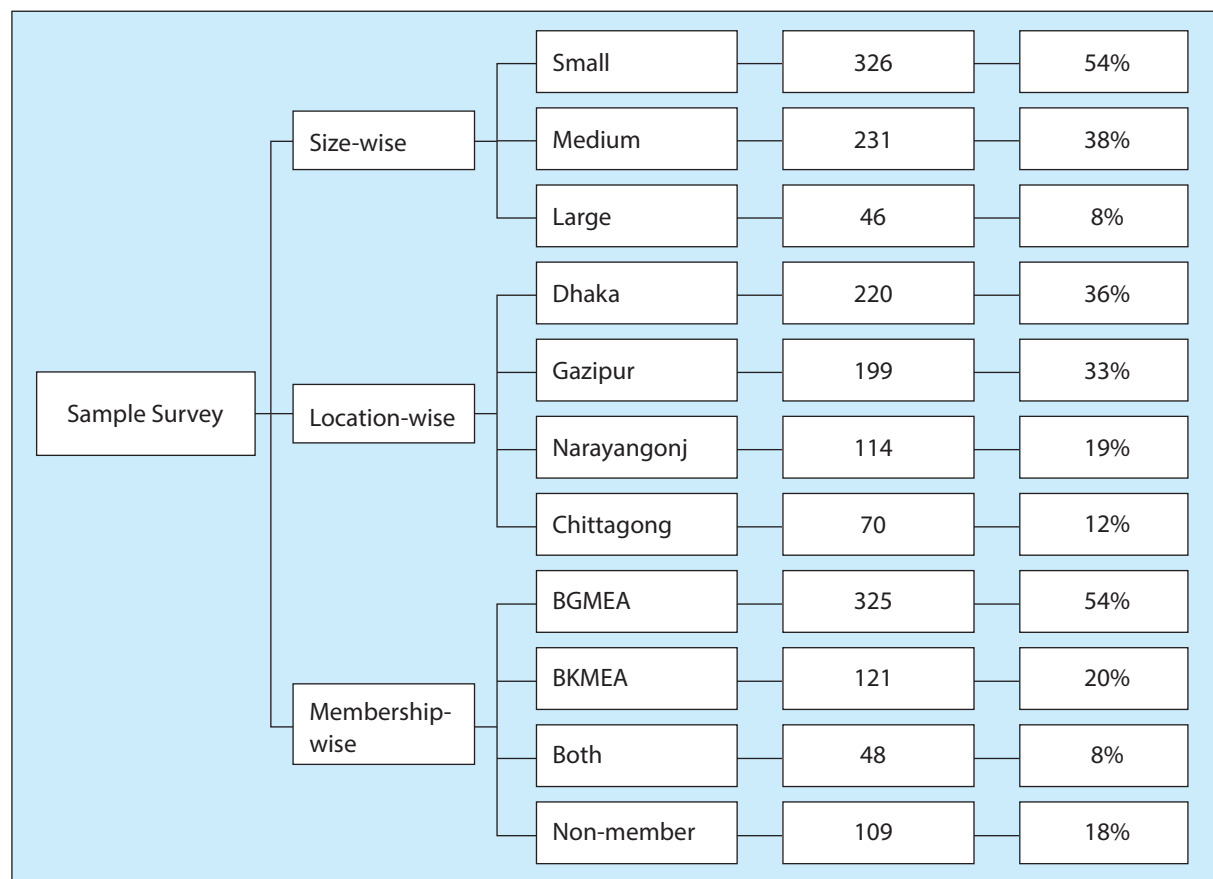 Sample Survey
Size-wise
Small 326 54%
Medium 231 38%
Large 46 8%
Location-wise
Dhaka 220 36%
Gazipur 199 33%
Narayangonj 114 19%
Chittagong 70 12%
Membership-
wise
BGMEA 325 54%
BKMEA 121 20%
Both 48 8%
Non-member 109 18%